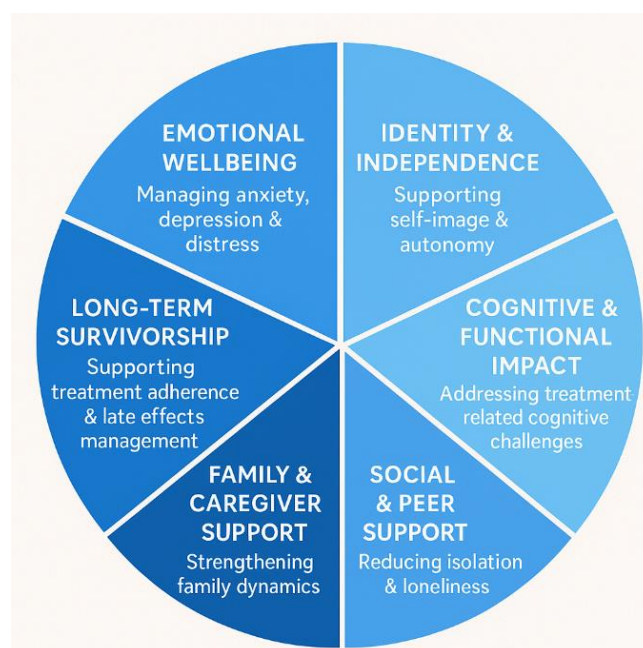 EMOTIONAL
WELLBEING
Managing anxiety,
depression &
distress
IDENTITY &
INDEPENDENCE
Supporting
self-image &
autonomy
COGNITIVE &
FUNCTIONAL
IMPACT
Addressing treatment
related cognitive
challenges
SOCIAL
& PEER
SUPPORT
Reducing isolation
& loneliness
FAMILY &
CAREGIVER
SUPPORT
Strengthening
family dynamics
LONG-TERM
SURVIVORSHIP
Supporting
treatment adherence
& late effects
management